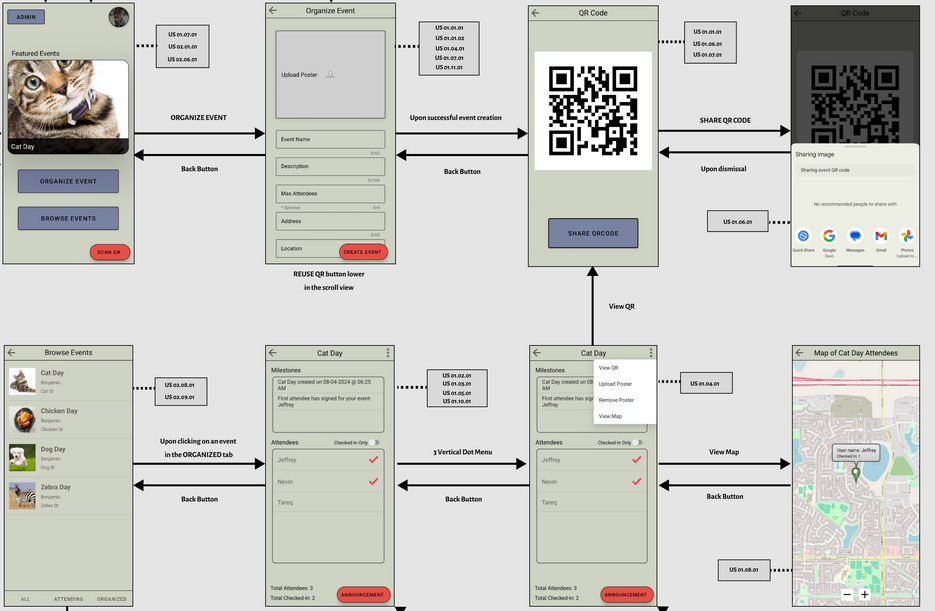 ADMIN
Featured Events
Cat Day
ORGANIZE EVENT
BROWSE EVENTS
SCAN QR
US 01.07.01
US 02.01.01
US 02.06.01
ORGANIZE EVENT
Back Button
Organize Event
Upload Poster
Event Name
0/50
Description
0/100
Max Attendees
* Optional
0/4
Address
0/50
Location
CREATE EVENT
REUSE QR button lower
in the scroll view
US 01.01.01
US 01.01.02
US 01.04.01
US 01.07.01
US 01.11.01
Upon successful event creation
Back Button
QR Code
SHARE QRCODE
US 01.01.01
US 01.06.01
US 01.07.01
SHARE QR CODE
Upon dismissal
US 01.06.01
QR Code
Sharing image
Sharing event QR code
No recommended people to share with
Quick Share
Google
Save
Messages
Gmail
Photos
Upload to...
View QR
Browse Events
Cat Day
Benjamin
Cat St
Chicken Day
Benjamin
Chicken St
Dog Day
Benjamin
Dog St
Zebra Day
Benjamin
Zebra St
ALL
ATTENDING
ORGANIZED
US 02.08.01
US 02.09.01
Upon clicking on an event
in the ORGANIZED tab
Back Button
Cat Day
Milestones
Cat Day created on 08-04-2024 @ 06:25
AM
First attendee has signed for your event:
Jeffrey
Attendees
Checked-In Only
Jeffrey
Nevin
Tareq
Total Attendees: 3
Total Checked-In: 2
ANNOUNCEMENT
US 01.02.01
US 01.03.01
US 01.05.01
US 01.10.01
3 Vertical Dot Menu
Back Button
Cat Day
Milestones
Cat Day created on 08
AM
First attendee has sign
Jeffrey
View QR
Upload Poster
Remove Poster
View Map
Attendees
Checked-In Only
Jeffrey
Nevin
Tareq
Total Attendees: 3
Total Checked-In: 2
ANNOUNCEMENT
US 01.04.01
View Map
Back Button
US 01.08.01
Map of Cat Day Attendees
User name: Jeffrey
Checked In: 1